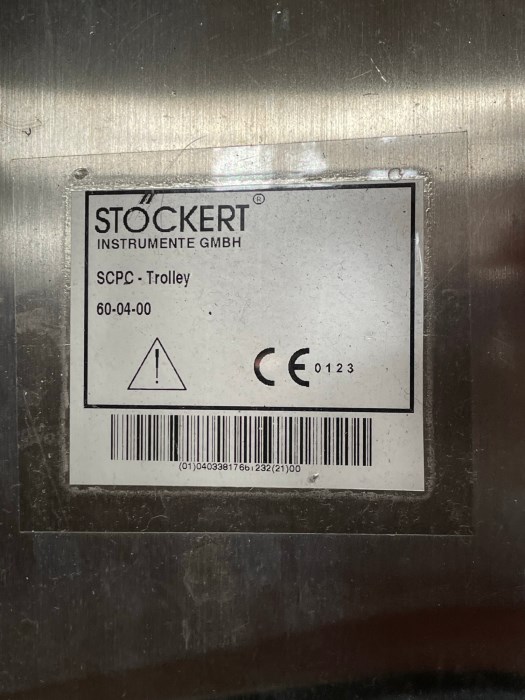 STÖCKERT®
INSTRUMENTE GMBH
SCPC - Trolley
60-04-00
!
CE 0123